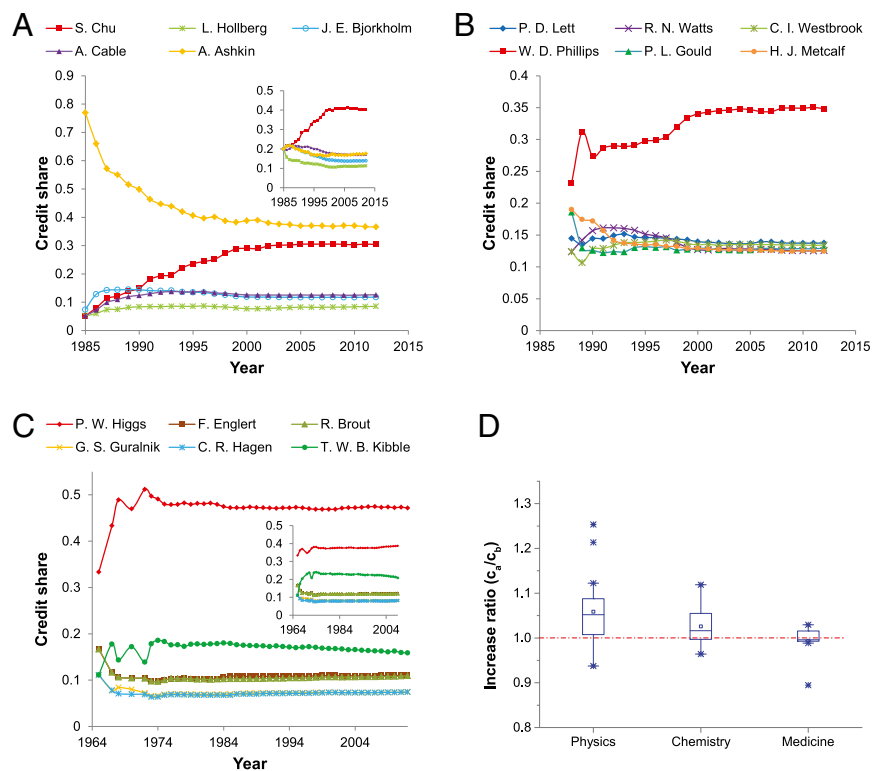 A
S. Chu
L. Hollberg
J. E. Bjorkholm
A. Cable
A. Ashkin
0.9
0.8
0.7
0.6
0.5
0.4
0.3
0.2
0.1
0
Credit share
1985
1990
1995
2000
2005
2010
2015
Year
0.5
0.4
0.3
0.2
0.1
0
1985
1995
2005
2015
B
P. D. Lett
R. N. Watts
C. I. Westbrook
W. D. Phillips
P. L. Gould
H. J. Metcalf
0.4
0.35
0.3
0.25
0.2
0.15
0.1
0.05
0
Credit share
1985
1990
1995
2000
2005
2010
2015
Year
C
P. W. Higgs
F. Englert
R. Brout
G. S. Guralnik
C. R. Hagen
T. W. B. Kibble
0.5
0.4
0.3
0.2
0.1
0
Credit share
1964
1974
1984
1994
2004
Year
0.5
0.4
0.3
0.2
0.1
0
1964
1984
2004
D
1.3
1.2
1.1
1.0
0.9
0.8
Increase ratio (ca/cb)
Physics
Chemistry
Medicine